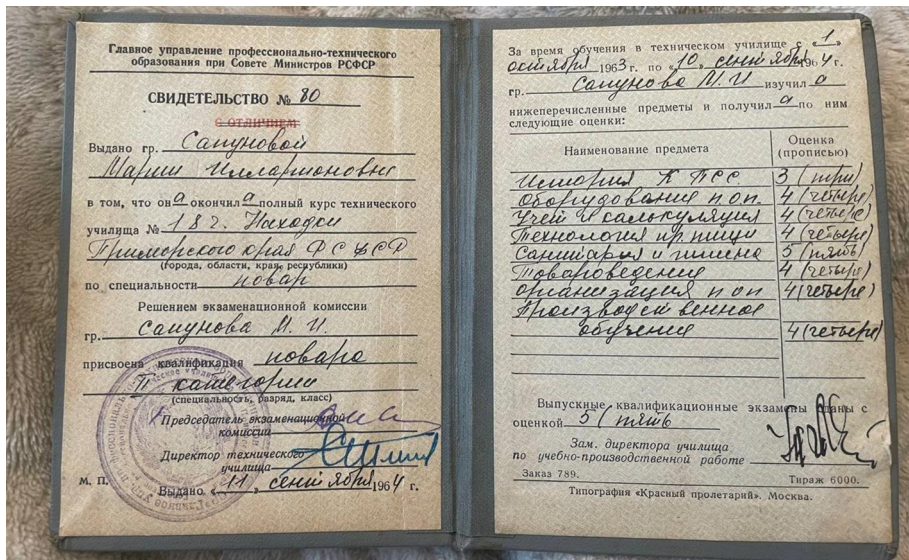 Главное управление профессионально-технического
образования при Совете Министров РСФСР
СВИДЕТЕЛЬСТВО № 80
С ОТЛИЧИЕМ
Выдано гр. Сапуновой
Марии Илларионовне
в том, что она окончила полный курс технического
училища № 18 г. Находки
Приморского края РСФСР
(города, области, края, республики)
по специальности повар
Решением экзаменационной комиссии
гр. Сапунова М. И.
присвоена квалификация повара
II категории
(специальность, разряд, класс)
Председатель экзаменационной
комиссии
Директор технического
училища
М. П.
Выдано «11» сентября 1964 г.
За время обучения в техническом училище с «1»
октября 1963 г. по «10» сентября 1964 г.
гр. Сапунова М. И изучила
нижеперечисленные предметы и получила по ним
следующие оценки:
Наименование предмета Оценка (прописью)
История КПСС. 3 (три)
Оборудование п.оп. 4 (четыре)
Учет и калькуляция 4 (четыре)
Технология пр. пищи 4 (четыре)
Санитария и гигиена 5 (пять)
Товароведение 4 (четыре)
организация п оп 4 (четыре)
Производственное
обучение 4 (четыре)
Выпускные квалификационные экзамены сданы с
оценкой 5 (пять
Зам. директора училища
по учебно-производственной работе
Заказ 789. Тираж 6000.
Типография «Красный пролетарий». Москва.